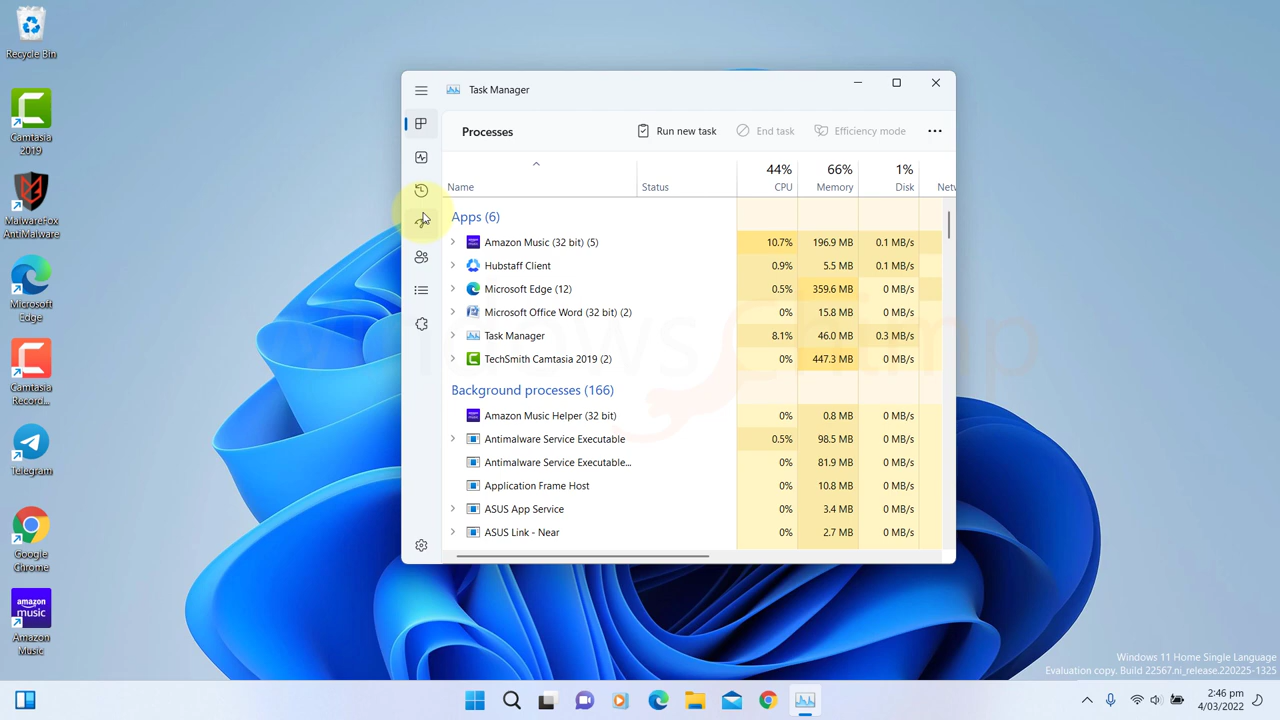 Recycle Bin
Camtasia
2019
MalwareFox
AntiMalware
Microsoft
Edge
Camtasia
Record...
Telegram
Google
Chrome
amazon
music
Amazon
Music
Task Manager
Processes
Run new task
End task
Efficiency mode
44%
66%
1%
Name
Status
CPU
Memory
Disk
Netw
Apps (6)
Amazon Music (32 bit) (5) 10.7% 196.9 MB 0.1 MB/s
Hubstaff Client 0.9% 5.5 MB 0.1 MB/s
Microsoft Edge (12) 0.5% 359.6 MB 0 MB/s
Microsoft Office Word (32 bit) (2) 0% 15.8 MB 0 MB/s
Task Manager 8.1% 46.0 MB 0.3 MB/s
TechSmith Camtasia 2019 (2) 0% 447.3 MB 0 MB/s
Background processes (166)
Amazon Music Helper (32 bit) 0% 0.8 MB 0 MB/s
Antimalware Service Executable 0.5% 98.5 MB 0 MB/s
Antimalware Service Executable... 0% 81.9 MB 0 MB/s
Application Frame Host 0% 10.8 MB 0 MB/s
ASUS App Service 0% 3.4 MB 0 MB/s
ASUS Link - Near 0% 2.7 MB 0 MB/s
Windows 11 Home Single Language
Evaluation copy. Build 22567.ni_release.220225-1325
2:46 pm
4/03/2022